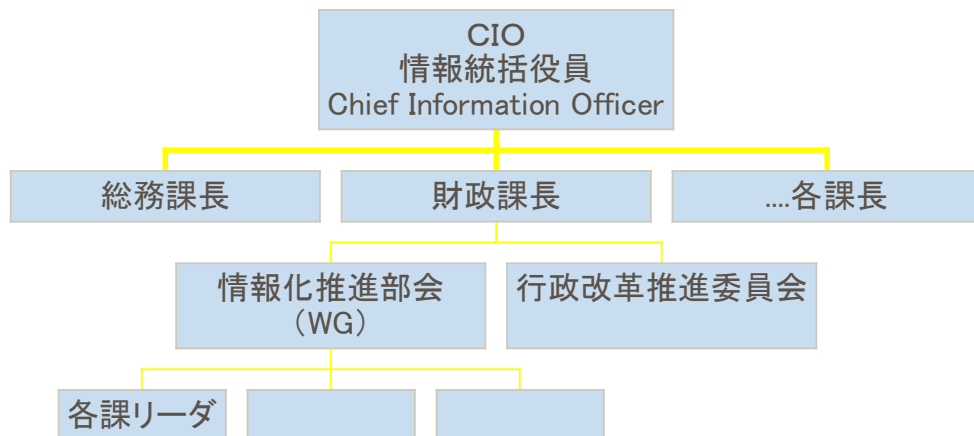 CIO
情報統括役員
Chief Information Officer
総務課長
財政課長
....各課長
情報化推進部会
（WG）
行政改革推進委員会
各課リーダ